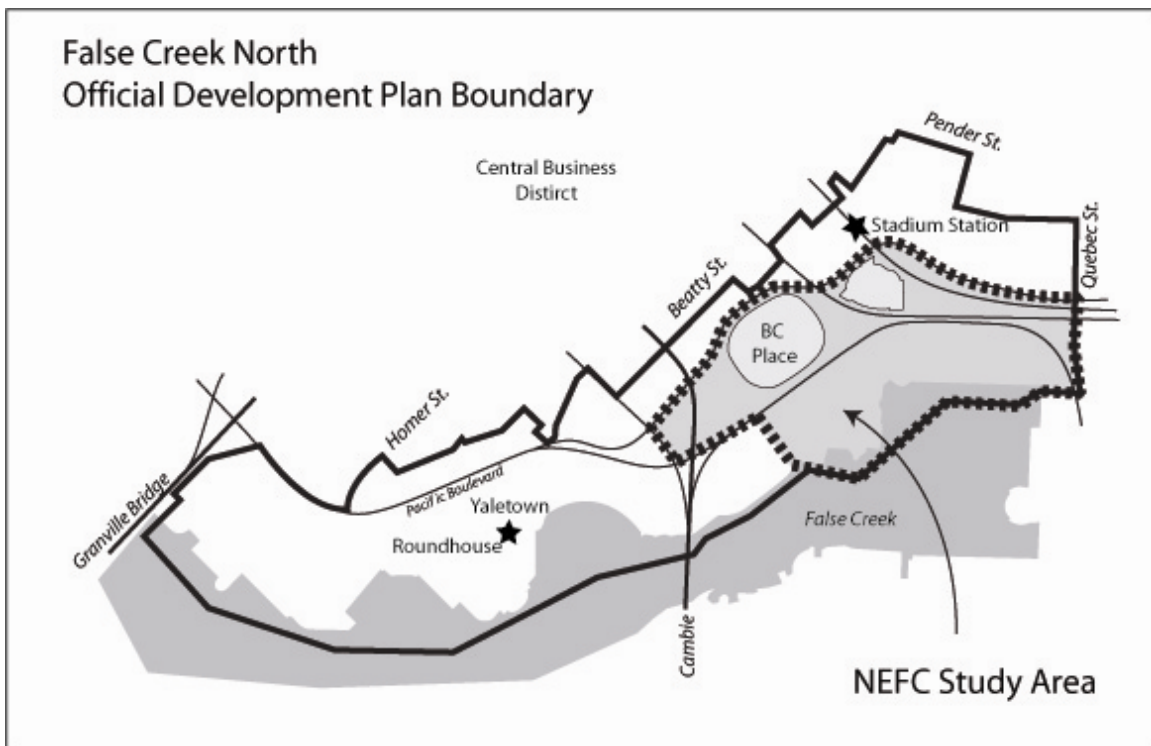 False Creek North
Official Development Plan Boundary
Pender St.
Central Business
Distirct
Stadium Station
Quebec St.
Beatty St.
BC
Place
Homer St.
Pacific Boulevard
Yaletown
Granville Bridge
Roundhouse
False Creek
Cambie
NEFC Study Area